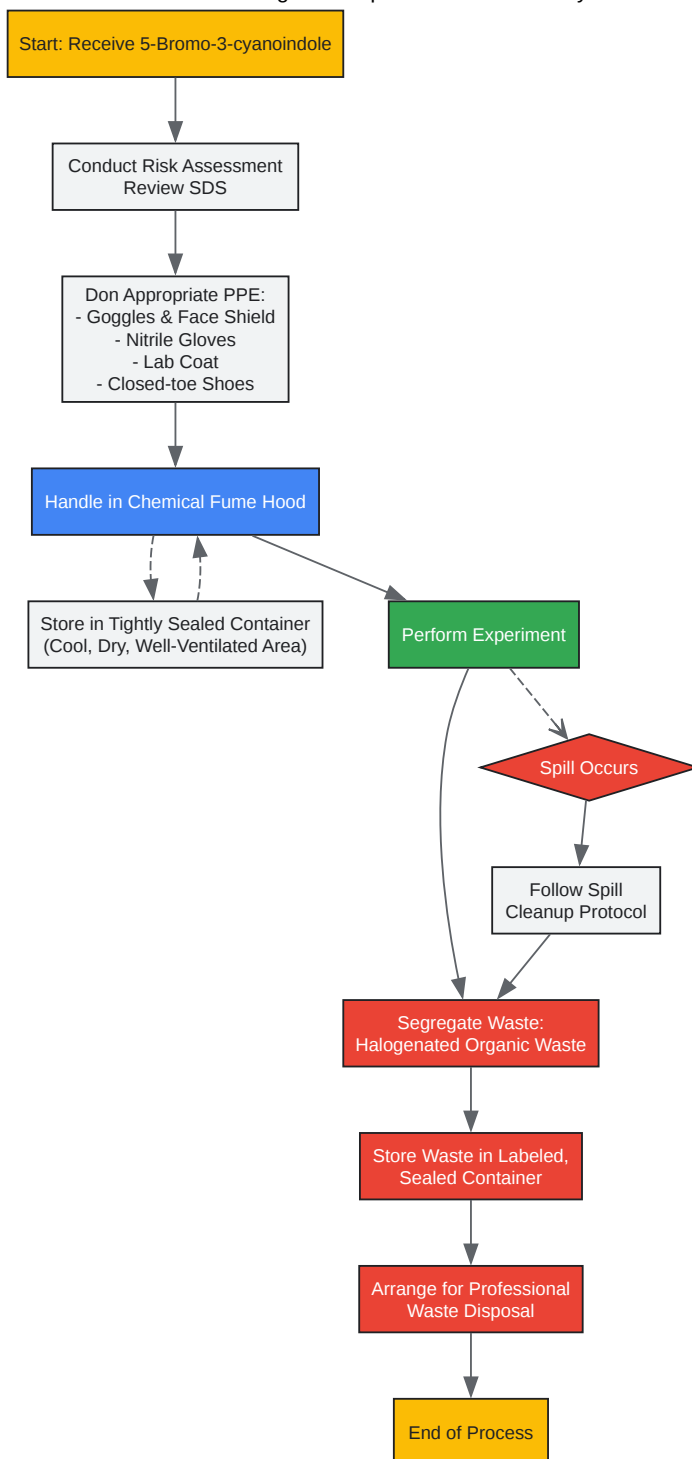 Start: Receive 5-Bromo-3-cyanoindole
Conduct Risk Assessment
Review SDS
Don Appropriate PPE:
- Goggles & Face Shield
- Nitrile Gloves
- Lab Coat
- Closed-toe Shoes
Handle in Chemical Fume Hood
Store in Tightly Sealed Container
(Cool, Dry, Well-Ventilated Area)
Perform Experiment
Spill Occurs
Follow Spill
Cleanup Protocol
Segregate Waste:
Halogenated Organic Waste
Store Waste in Labeled,
Sealed Container
Arrange for Professional
Waste Disposal
End of Process